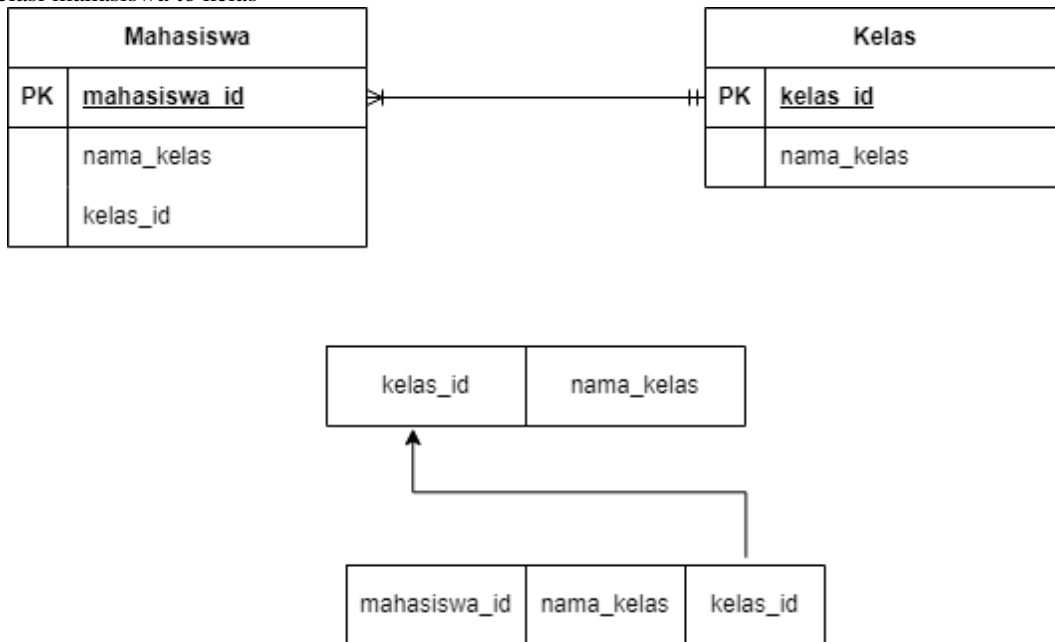 Mahasiswa
PK mahasiswa_id
nama_kelas
kelas_id
Kelas
PK kelas_id
nama_kelas
kelas_id nama_kelas
mahasiswa_id nama_kelas kelas_id